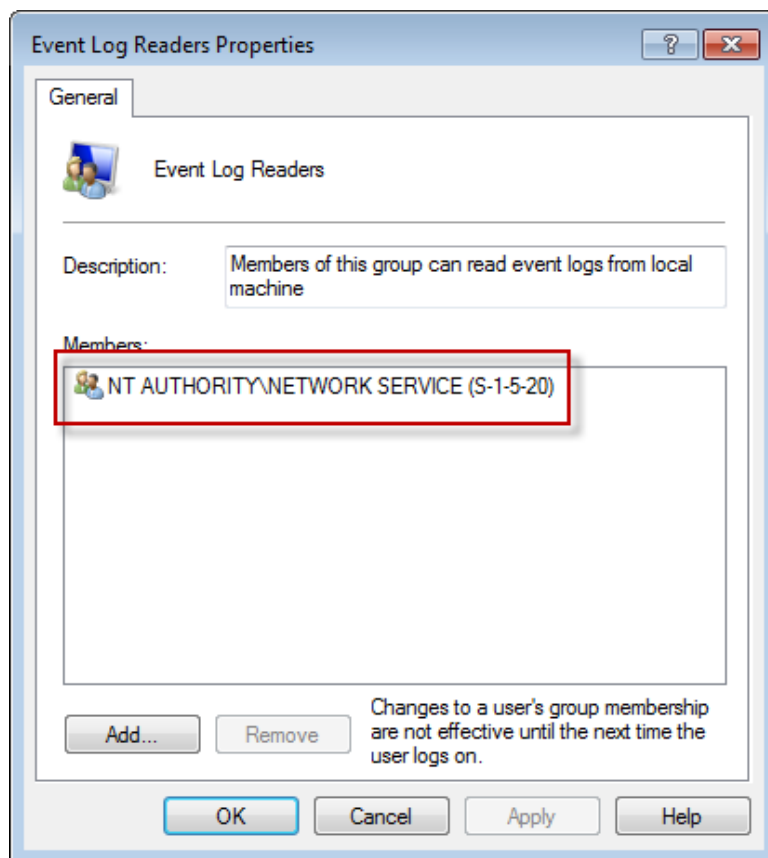 Event Log Readers Properties
General
Event Log Readers
Description:
Members of this group can read event logs from local
machine
Members:
NT AUTHORITY\NETWORK SERVICE (S-1-5-20)
Add...
Remove
Changes to a user's group membership
are not effective until the next time the
user logs on.
OK
Cancel
Apply
Help